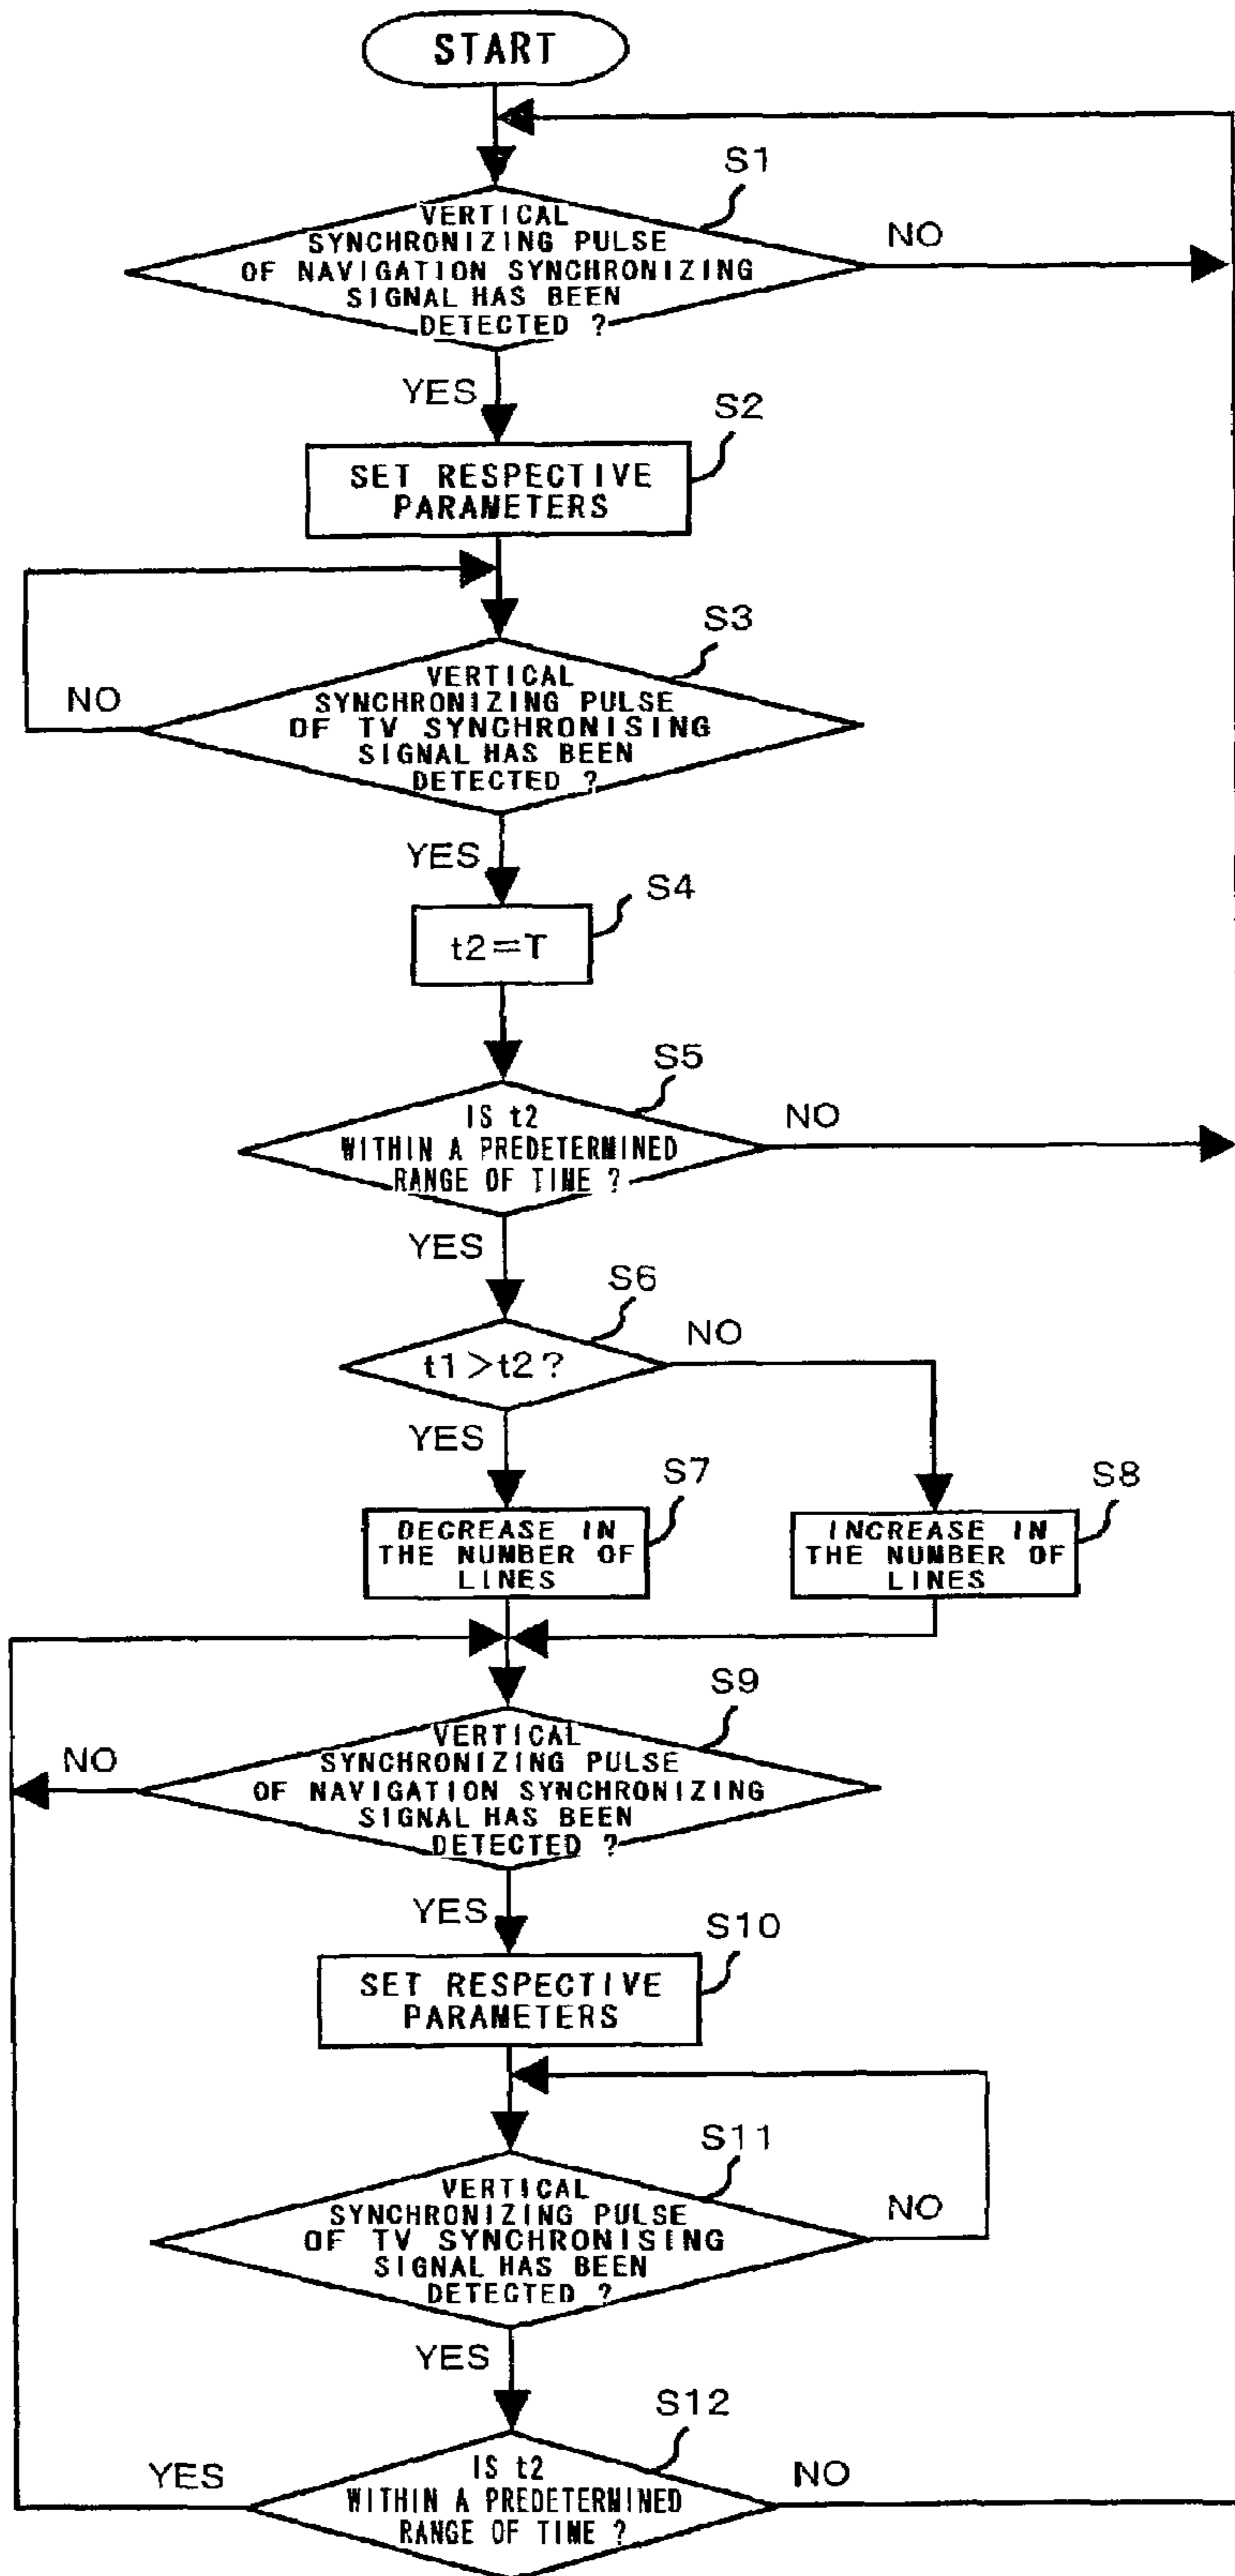 START
S1
VERTICAL
SYNCHRONIZING PULSE
OF NAVIGATION SYNCHRONIZING
SIGNAL HAS BEEN
DETECTED ?
NO
YES
S2
SET RESPECTIVE
PARAMETERS
S3
VERTICAL
SYNCHRONIZING PULSE
OF TV SYNCHRONISING
SIGNAL HAS BEEN
DETECTED ?
NO
YES
S4
t2=T
S5
IS t2
WITHIN A PREDETERMINED
RANGE OF TIME ?
NO
YES
S6
t1>t2?
NO
YES
S7
DECREASE IN
THE NUMBER OF
LINES
S8
INCREASE IN
THE NUMBER OF
LINES
S9
VERTICAL
SYNCHRONIZING PULSE
OF NAVIGATION SYNCHRONIZING
SIGNAL HAS BEEN
DETECTED ?
NO
YES
S10
SET RESPECTIVE
PARAMETERS
S11
VERTICAL
SYNCHRONIZING PULSE
OF TV SYNCHRONISING
SIGNAL HAS BEEN
DETECTED ?
NO
YES
S12
IS t2
WITHIN A PREDETERMINED
RANGE OF TIME ?
YES
NO